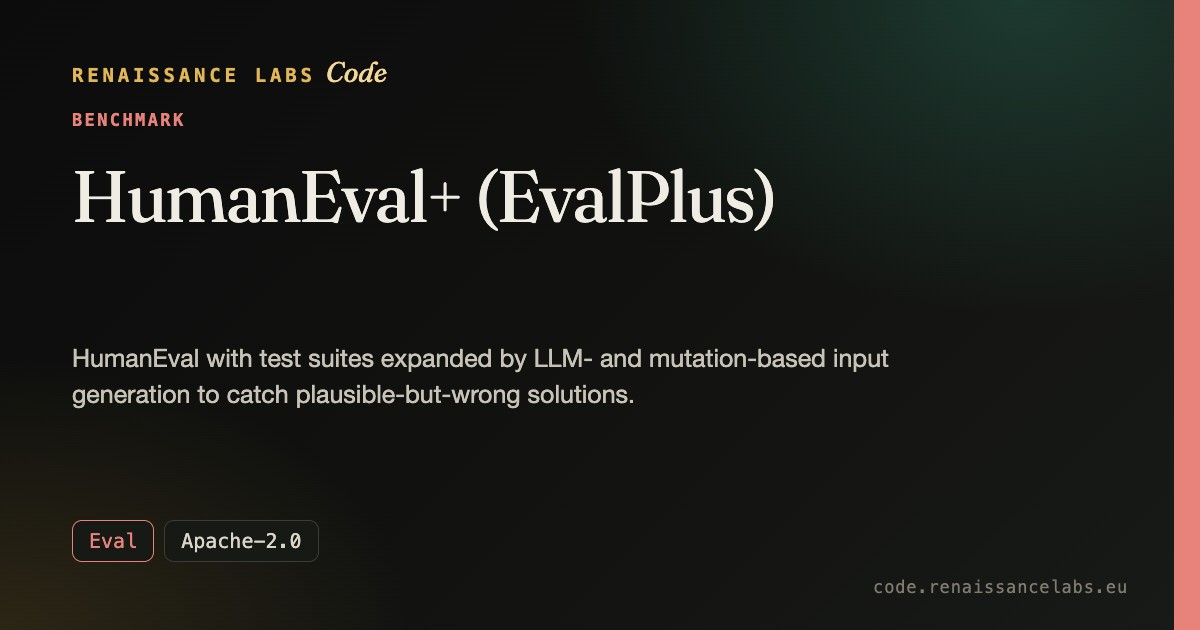 RENAISSANCE LABS Code
BENCHMARK
HumanEval+ (EvalPlus)
HumanEval with test suites expanded by LLM- and mutation-based input
generation to catch plausible-but-wrong solutions.
Eval
Apache-2.0
code.renaissancelabs.eu